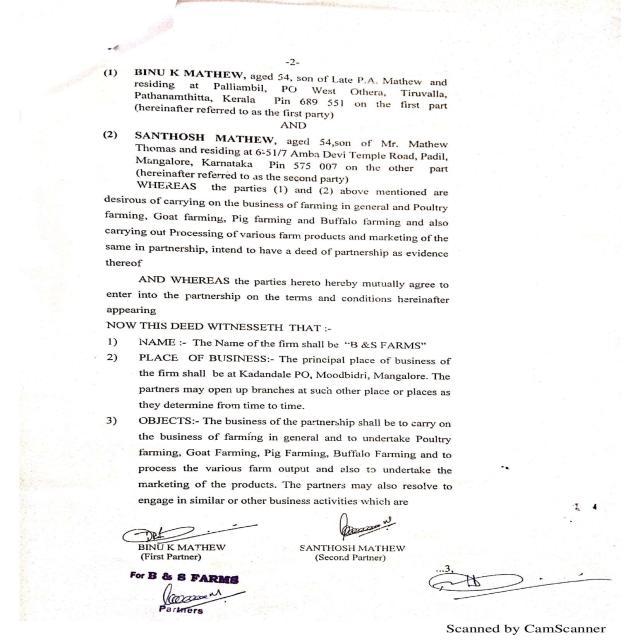 -2-
(1) BINU K MATHEW, aged 54, son of Late P.A. Mathew and
residing at Palliambil, PO West Othera, Tiruvalla,
Pathanamthitta, Kerala Pin 689 551 on the first part
(hereinafter referred to as the first party)
AND
(2) SANTHOSH MATHEW, aged 54,son of Mr. Mathew
Thomas and residing at 6-51/7 Amba Devi Temple Road, Padil,
Mangalore, Karnataka Pin 575 007 on the other part
(hereinafter referred to as the second party)
WHEREAS the parties (1) and (2) above mentioned are
desirous of carrying on the business of farming in general and Poultry
farming, Goat farming, Pig farming and Buffalo farming and also
carrying out Processing of various farm products and marketing of the
same in partnership, intend to have a deed of partnership as evidence
thereof
AND WHEREAS the parties hereto hereby mutually agree to
enter into the partnership on the terms and conditions hereinafter
appearing
NOW THIS DEED WITNESSETH THAT :-
1) NAME :- The Name of the firm shall be "B &S FARMS"
2) PLACE OF BUSINESS:- The principal place of business of
the firm shall be at Kadandale PO, Moodbidri, Mangalore. The
partners may open up branches at such other place or places as
they determine from time to time.
3) OBJECTS:- The business of the partnership shall be to carry on
the business of farming in general and to undertake Poultry
farming, Goat Farming, Pig Farming, Buffalo Farming and to
process the various farm output and also to undertake the
marketing of the products. The partners may also resolve to
engage in similar or other business activities which are
BINU K MATHEW
(First Partner)
SANTHOSH MATHEW
(Second Partner)
For B & S FARMS
Partners
...3.
Scanned by CamScanner